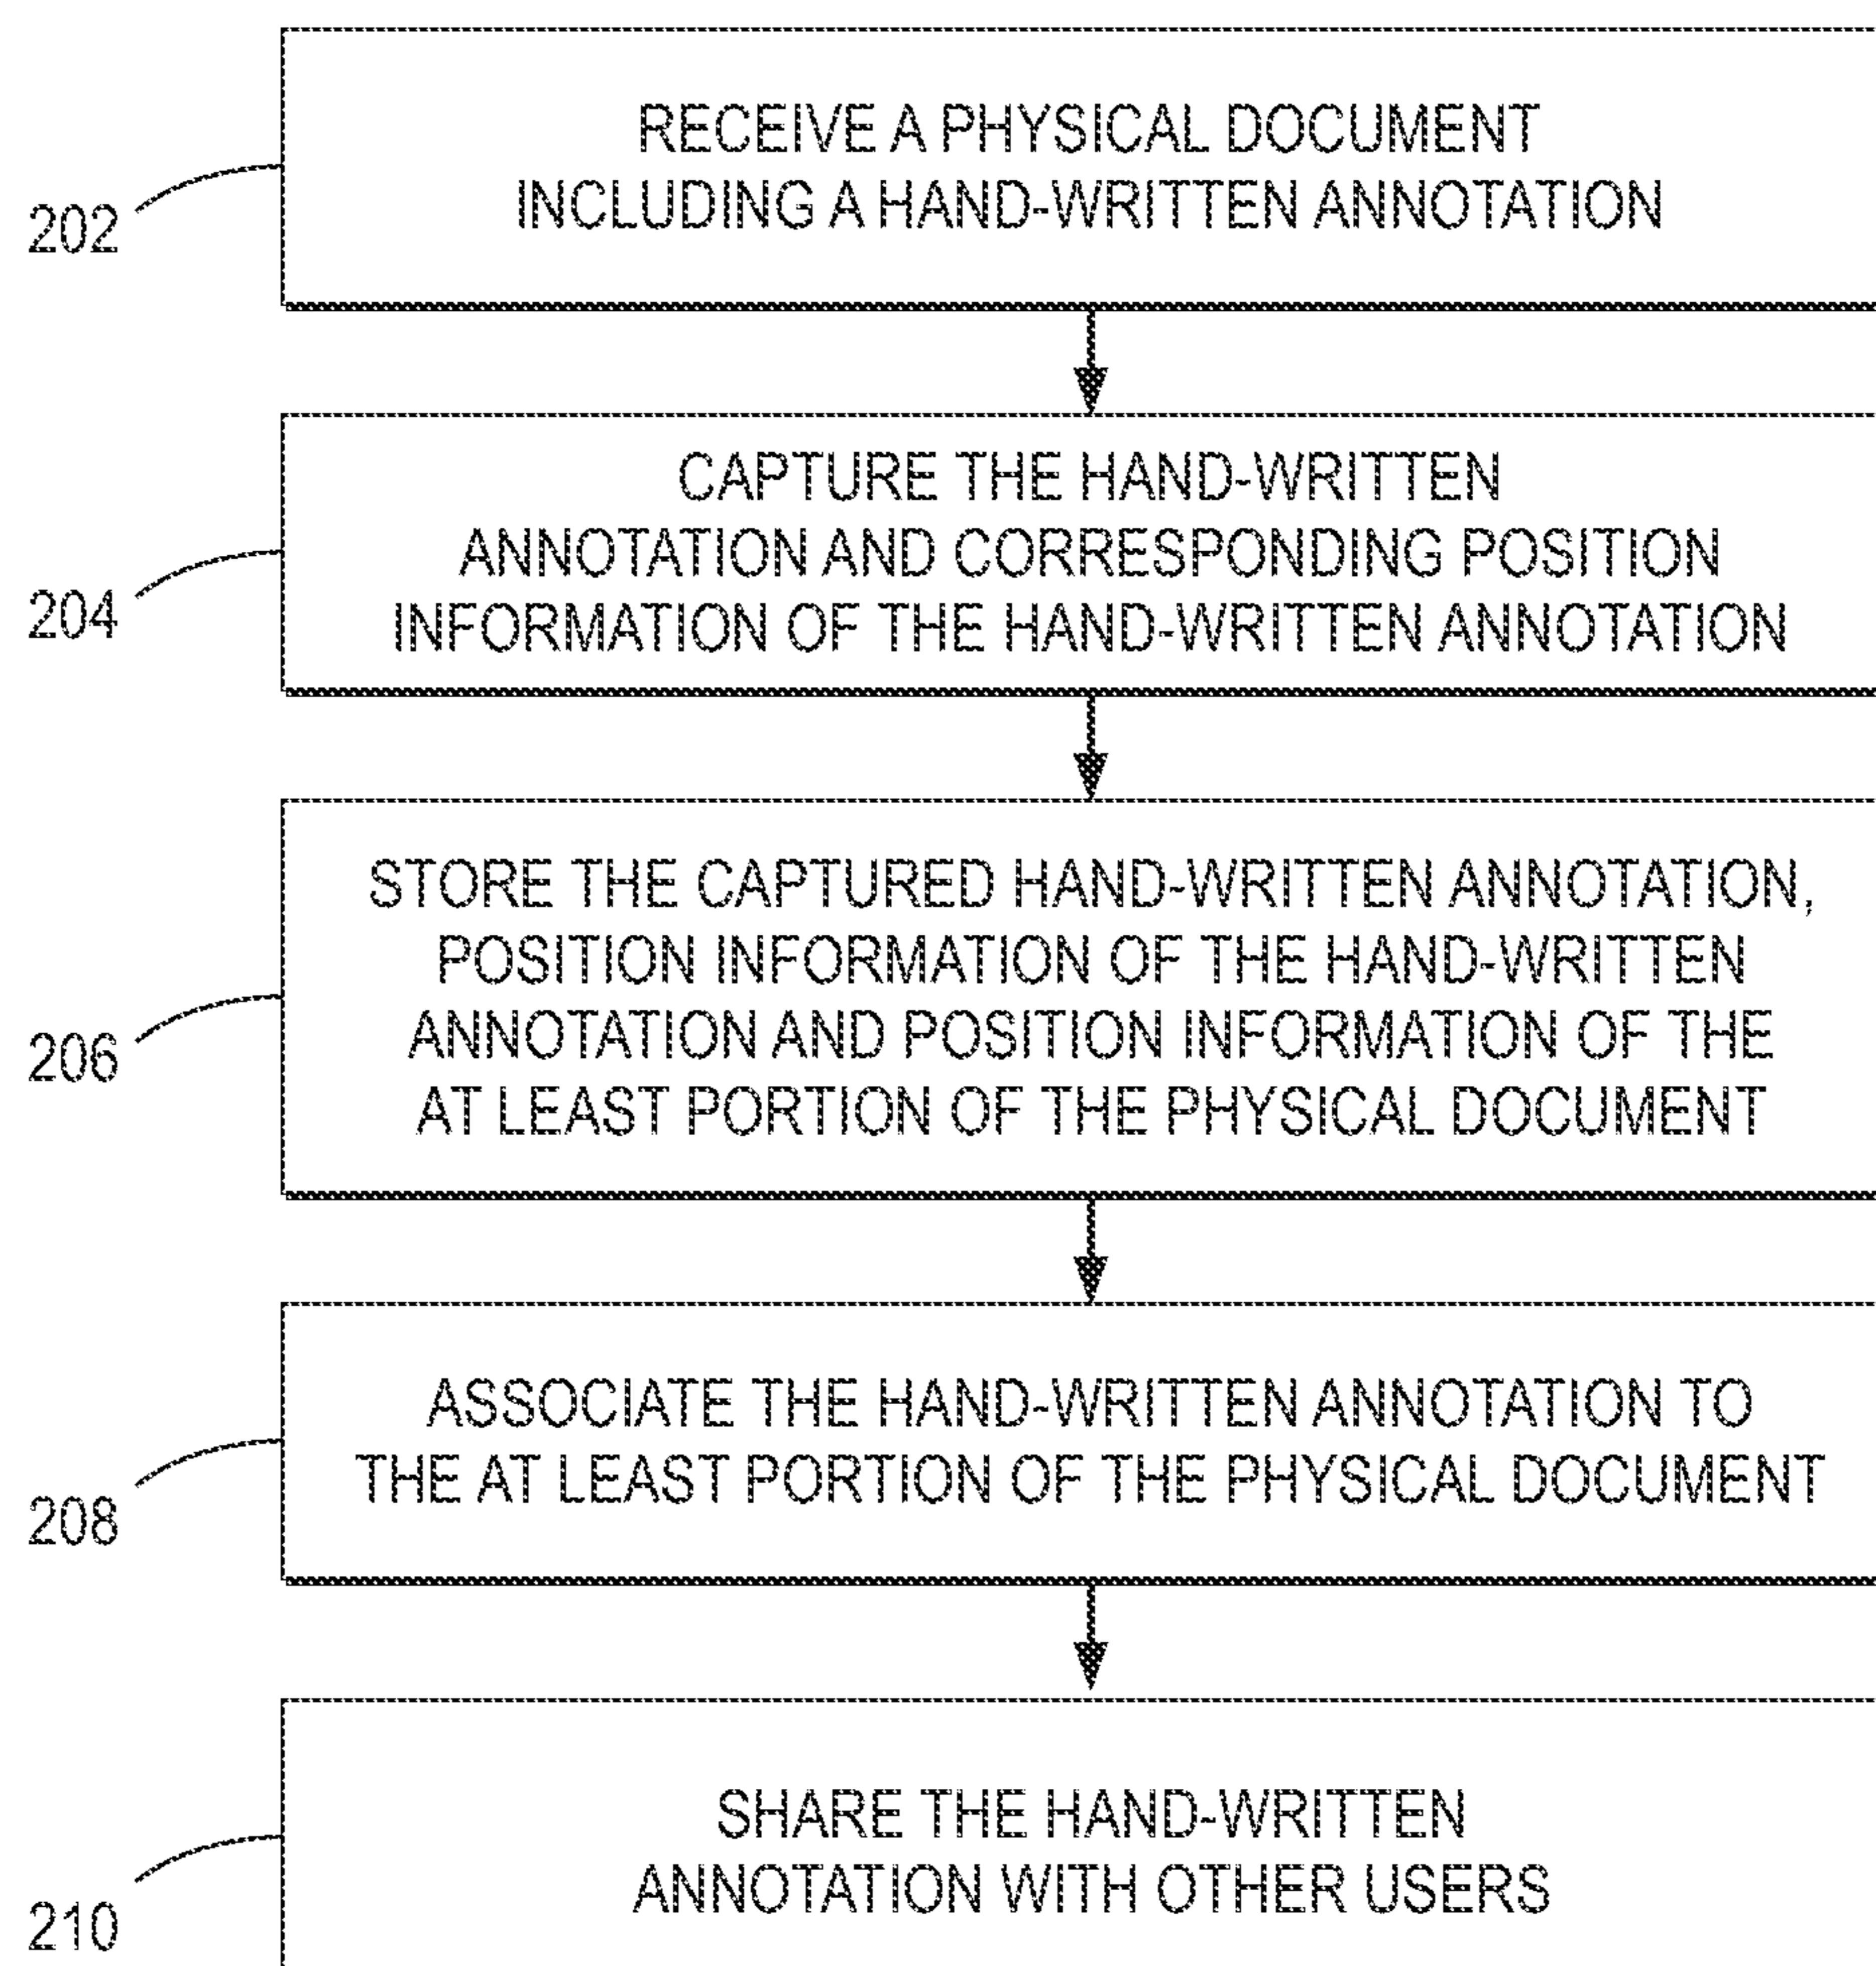 RECEIVE A PHYSICAL DOCUMENT
INCLUDING A HAND-WRITTEN ANNOTATION
202
CAPTURE THE HAND-WRITTEN
ANNOTATION AND CORRESPONDING POSITION
INFORMATION OF THE HAND-WRITTEN ANNOTATION
204
STORE THE CAPTURED HAND-WRITTEN ANNOTATION,
POSITION INFORMATION OF THE HAND-WRITTEN
ANNOTATION AND POSITION INFORMATION OF THE
AT LEAST PORTION OF THE PHYSICAL DOCUMENT
206
ASSOCIATE THE HAND-WRITTEN ANNOTATION TO
THE AT LEAST PORTION OF THE PHYSICAL DOCUMENT
208
SHARE THE HAND-WRITTEN
ANNOTATION WITH OTHER USERS
210